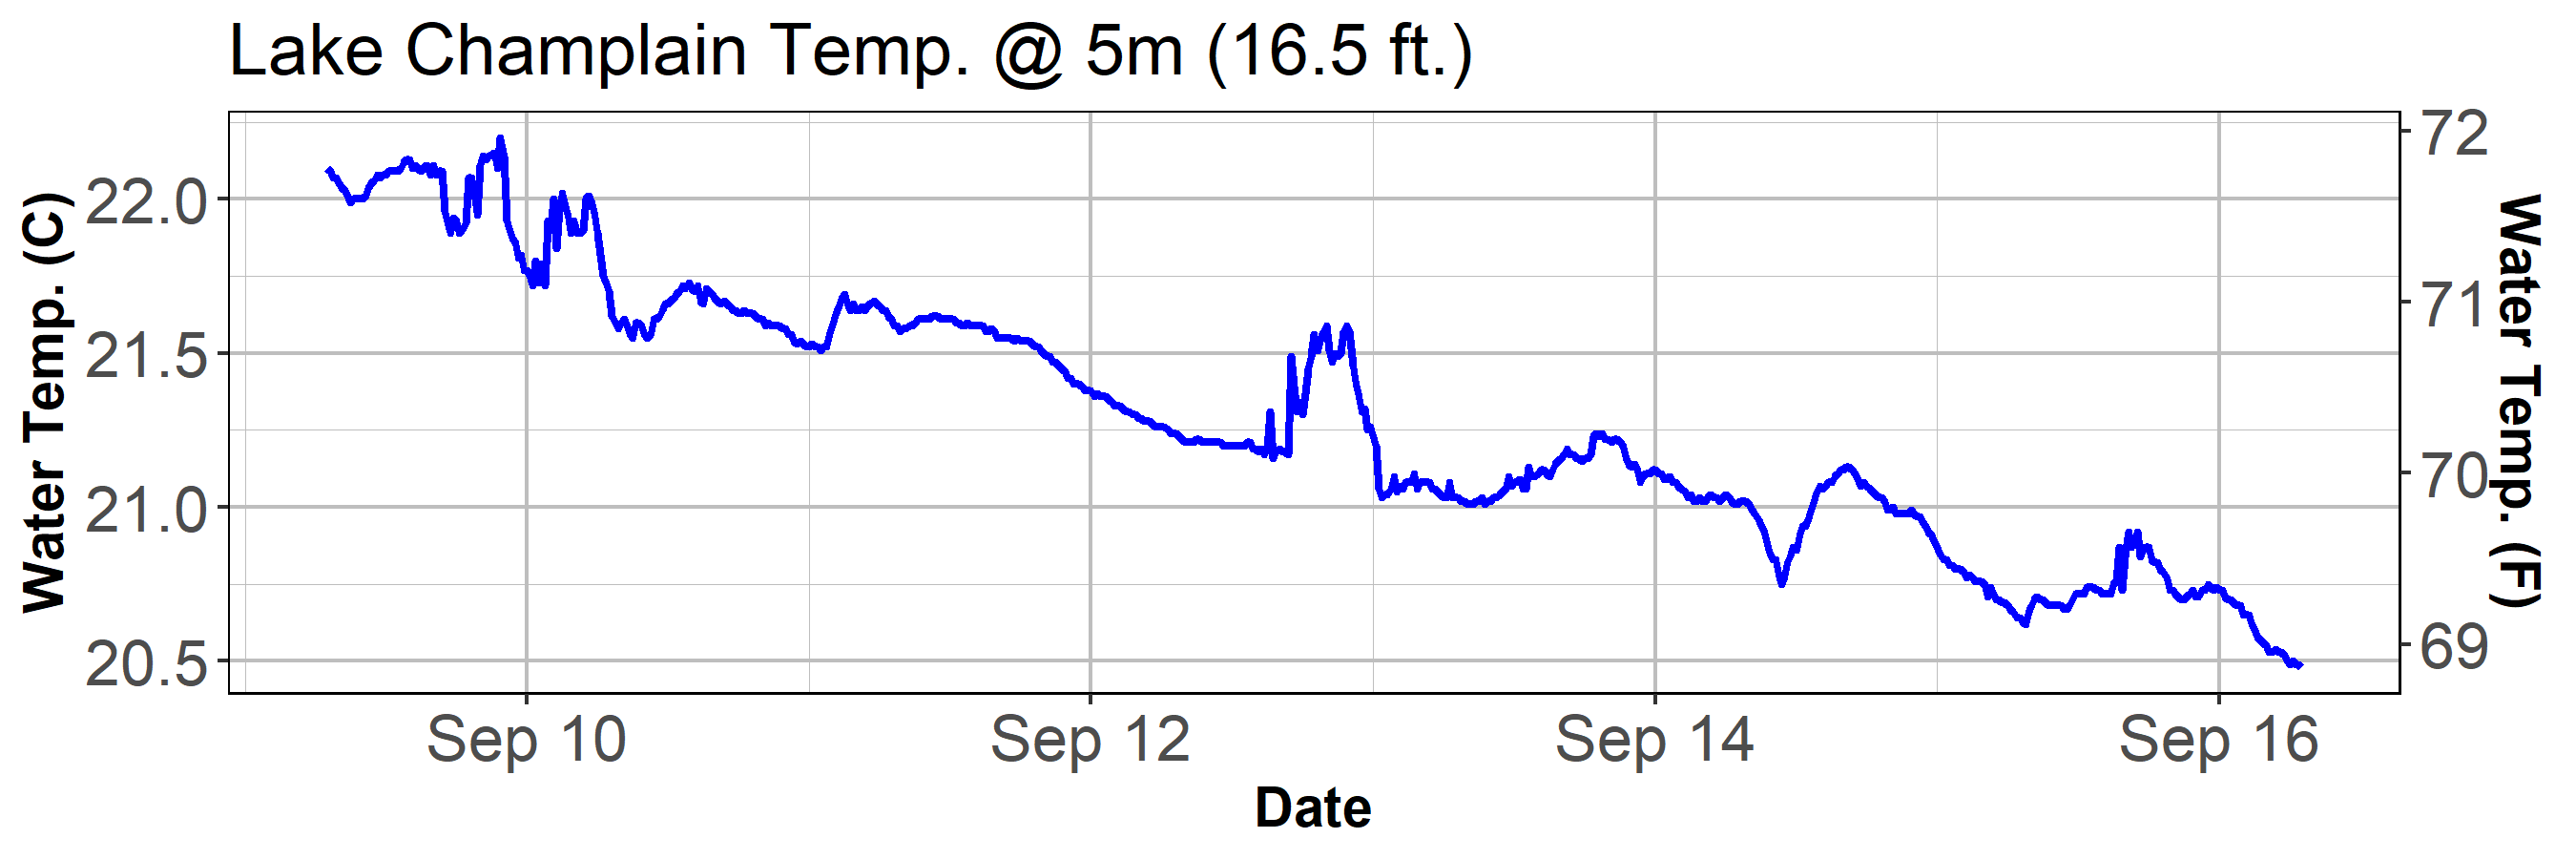 Lake Champlain Temp. @ 5m (16.5 ft.)
Water Temp. (C)
22.0
21.5
21.0
20.5
72
71
70
69
Water Temp. (F)
Sep 10 Sep 12 Sep 14 Sep 16
Date